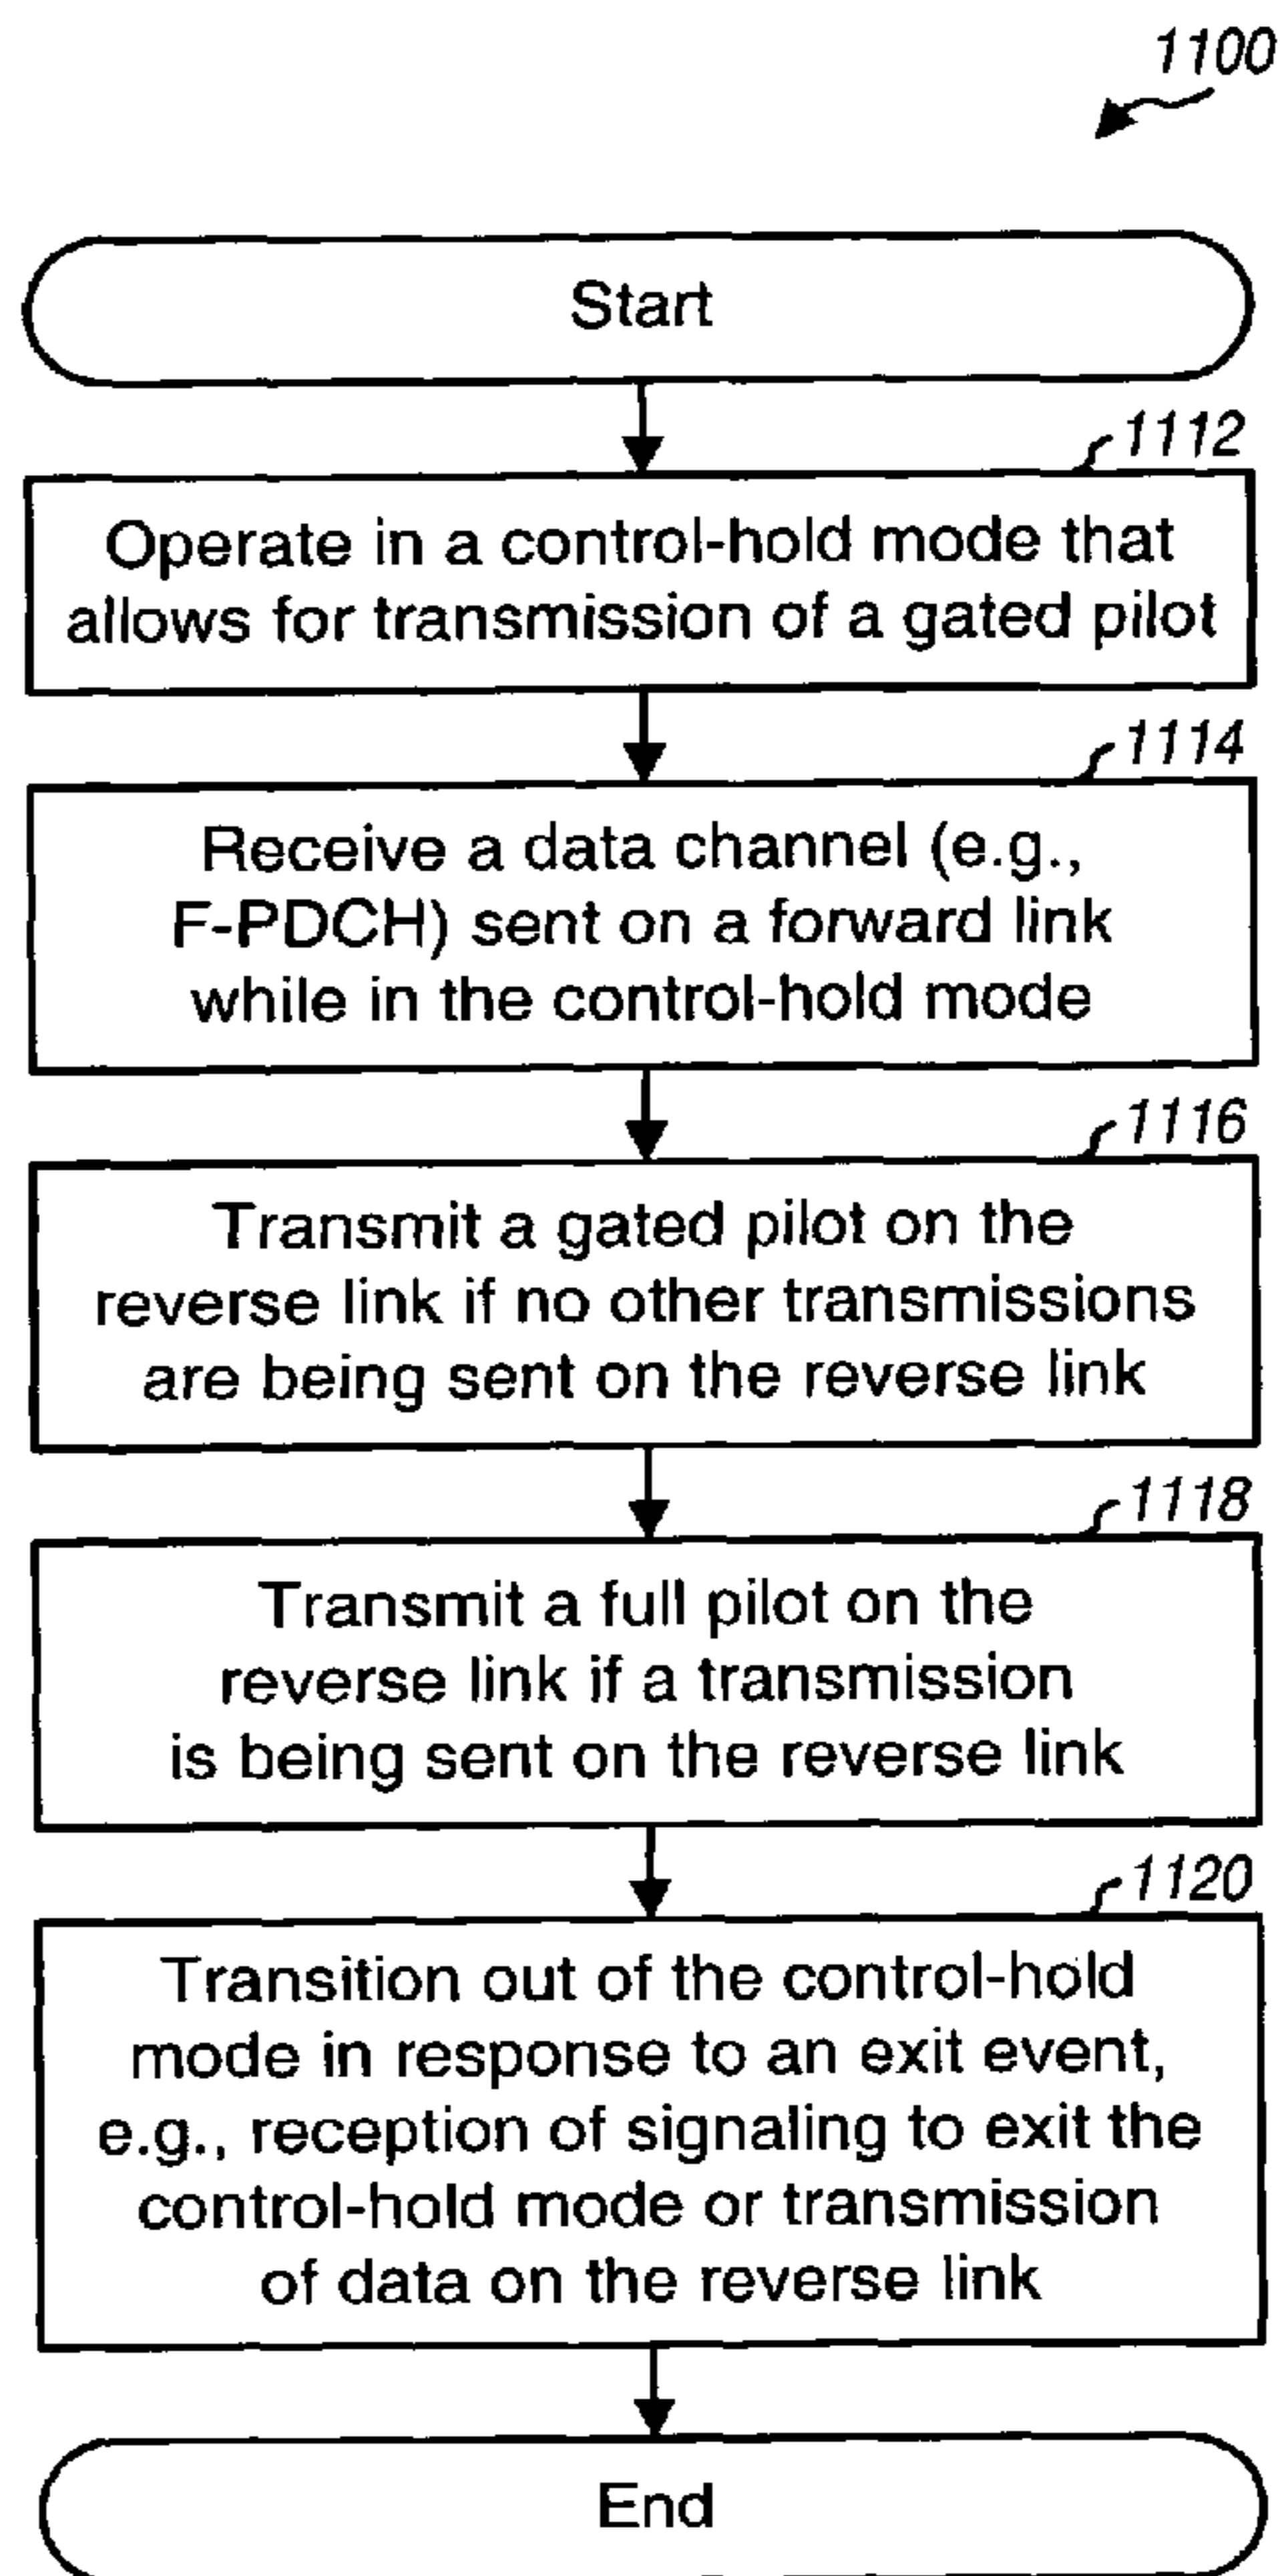 1100
Start
1112
Operate in a control-hold mode that
allows for transmission of a gated pilot
1114
Receive a data channel (e.g.,
F-PDCH) sent on a forward link
while in the control-hold mode
1116
Transmit a gated pilot on the
reverse link if no other transmissions
are being sent on the reverse link
1118
Transmit a full pilot on the
reverse link if a transmission
is being sent on the reverse link
1120
Transition out of the control-hold
mode in response to an exit event,
e.g., reception of signaling to exit the
control-hold mode or transmission
of data on the reverse link
End